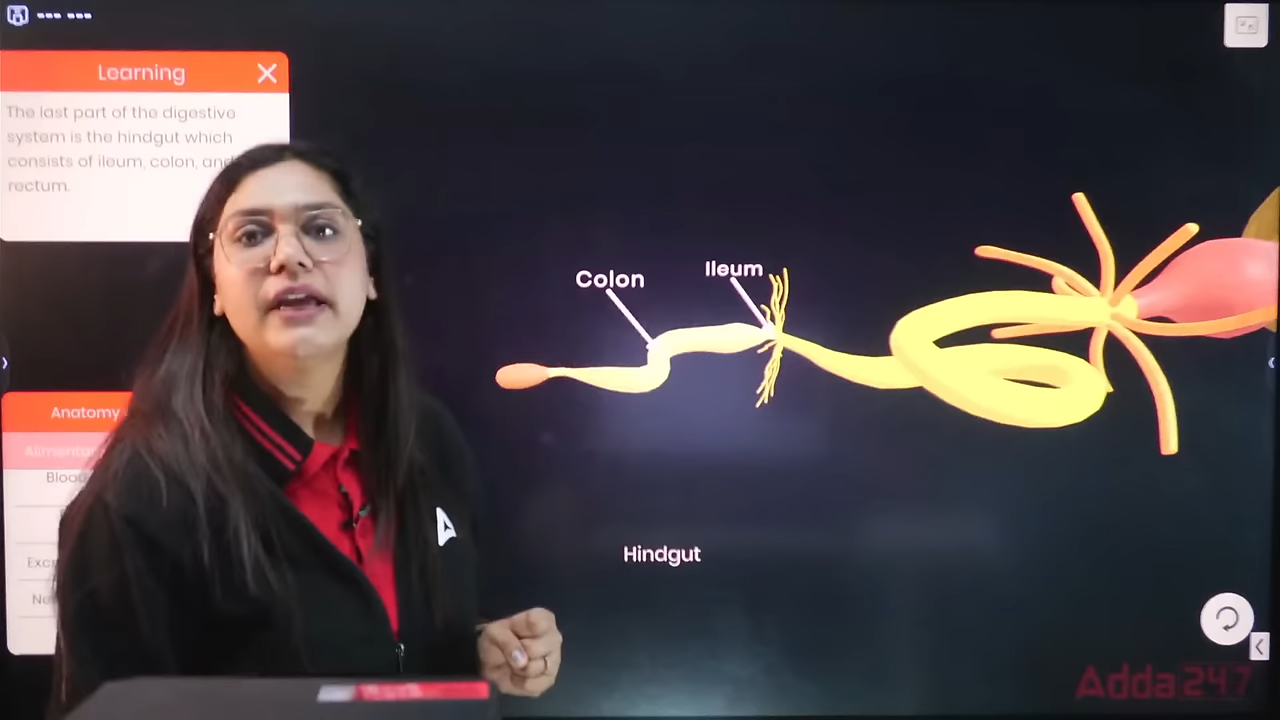 Learning
The last part of the digestive
system is the hindgut which
consists of ileum, colon, and
rectum.
Colon
Ileum
Anatomy
Hindgut
Adda247